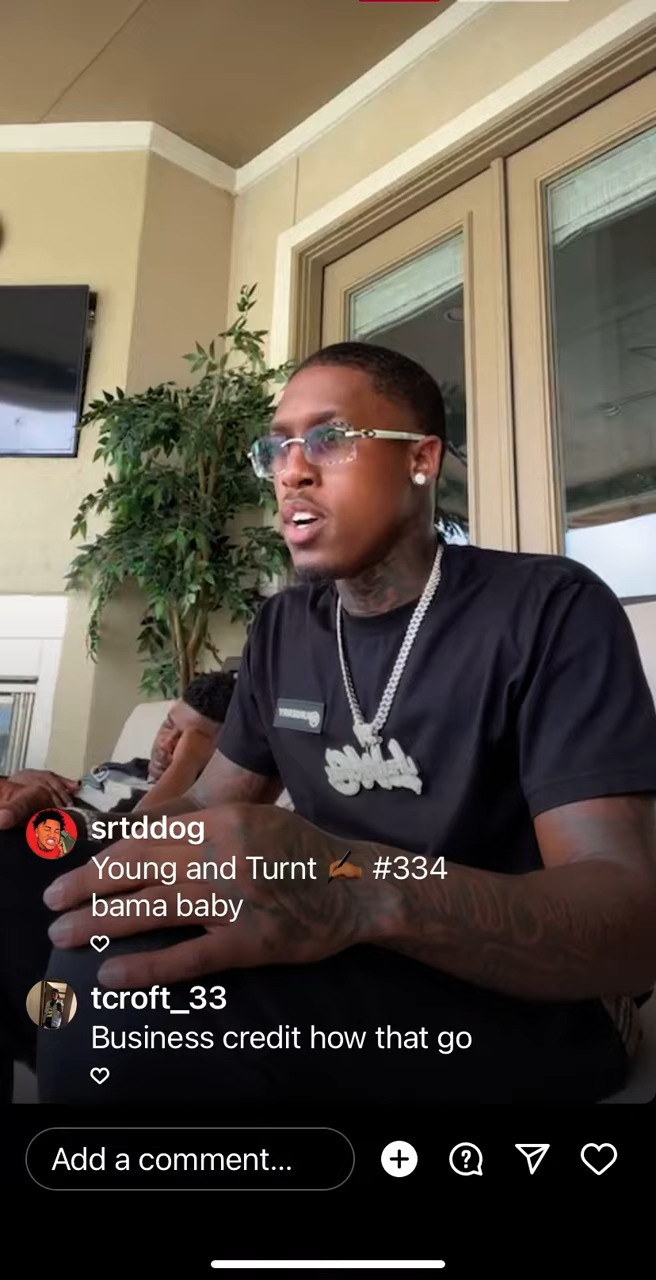 srtddog
Young and Turnt ✍🏾 #334
bama baby
tcroft_33
Business credit how that go
Add a comment...